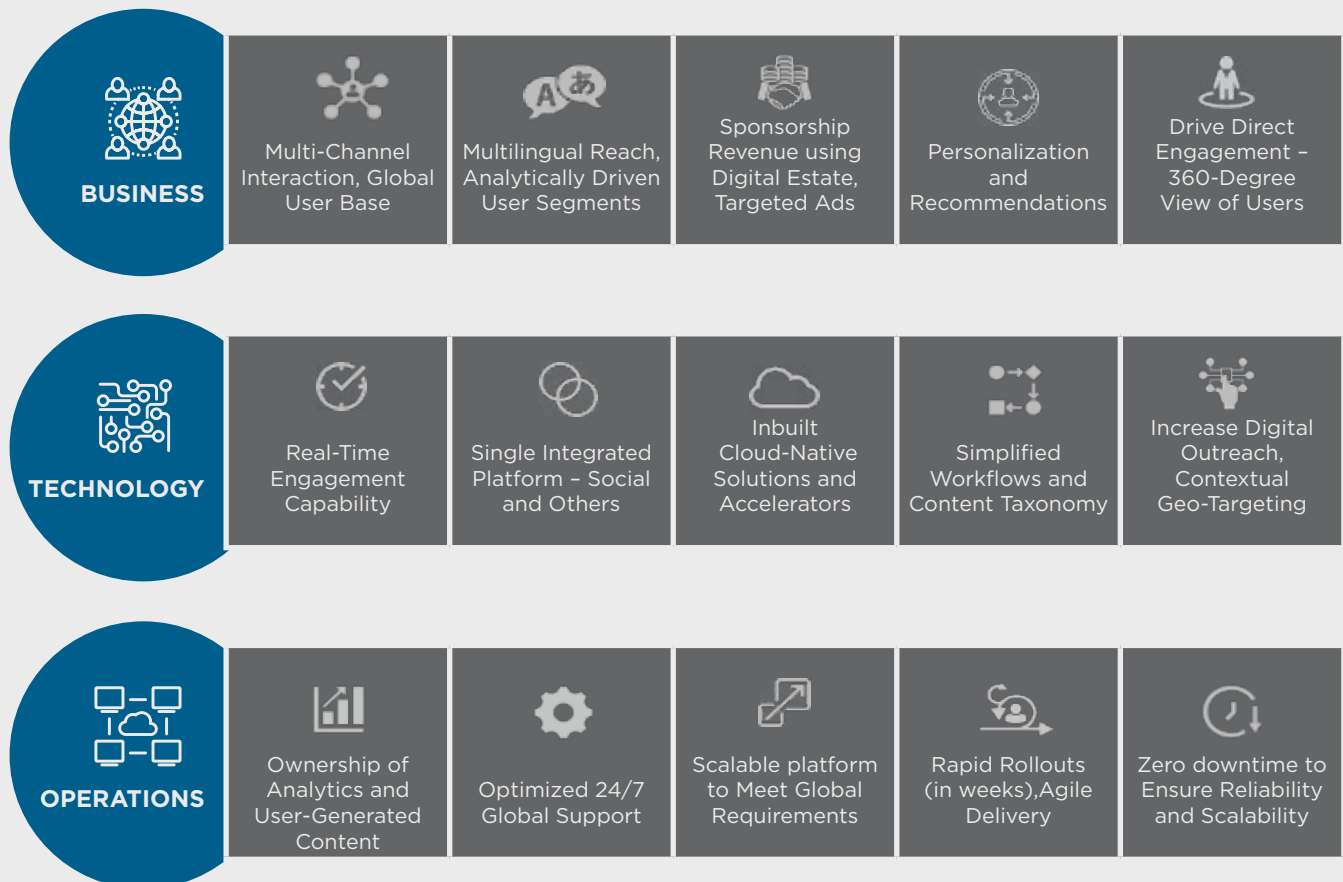 BUSINESS
Multi-Channel
Interaction, Global
User Base
A あ
Multilingual Reach,
Analytically Driven
User Segments
Sponsorship
Revenue using
Digital Estate,
Targeted Ads
Personalization
and
Recommendations
Drive Direct
Engagement –
360-Degree
View of Users
TECHNOLOGY
Real-Time
Engagement
Capability
Single Integrated
Platform – Social
and Others
Inbuilt
Cloud-Native
Solutions and
Accelerators
Simplified
Workflows and
Content Taxonomy
Increase Digital
Outreach,
Contextual
Geo-Targeting
OPERATIONS
Ownership of
Analytics and
User-Generated
Content
Optimized 24/7
Global Support
Scalable platform
to Meet Global
Requirements
Rapid Rollouts
(in weeks),Agile
Delivery
Zero downtime to
Ensure Reliability
and Scalability